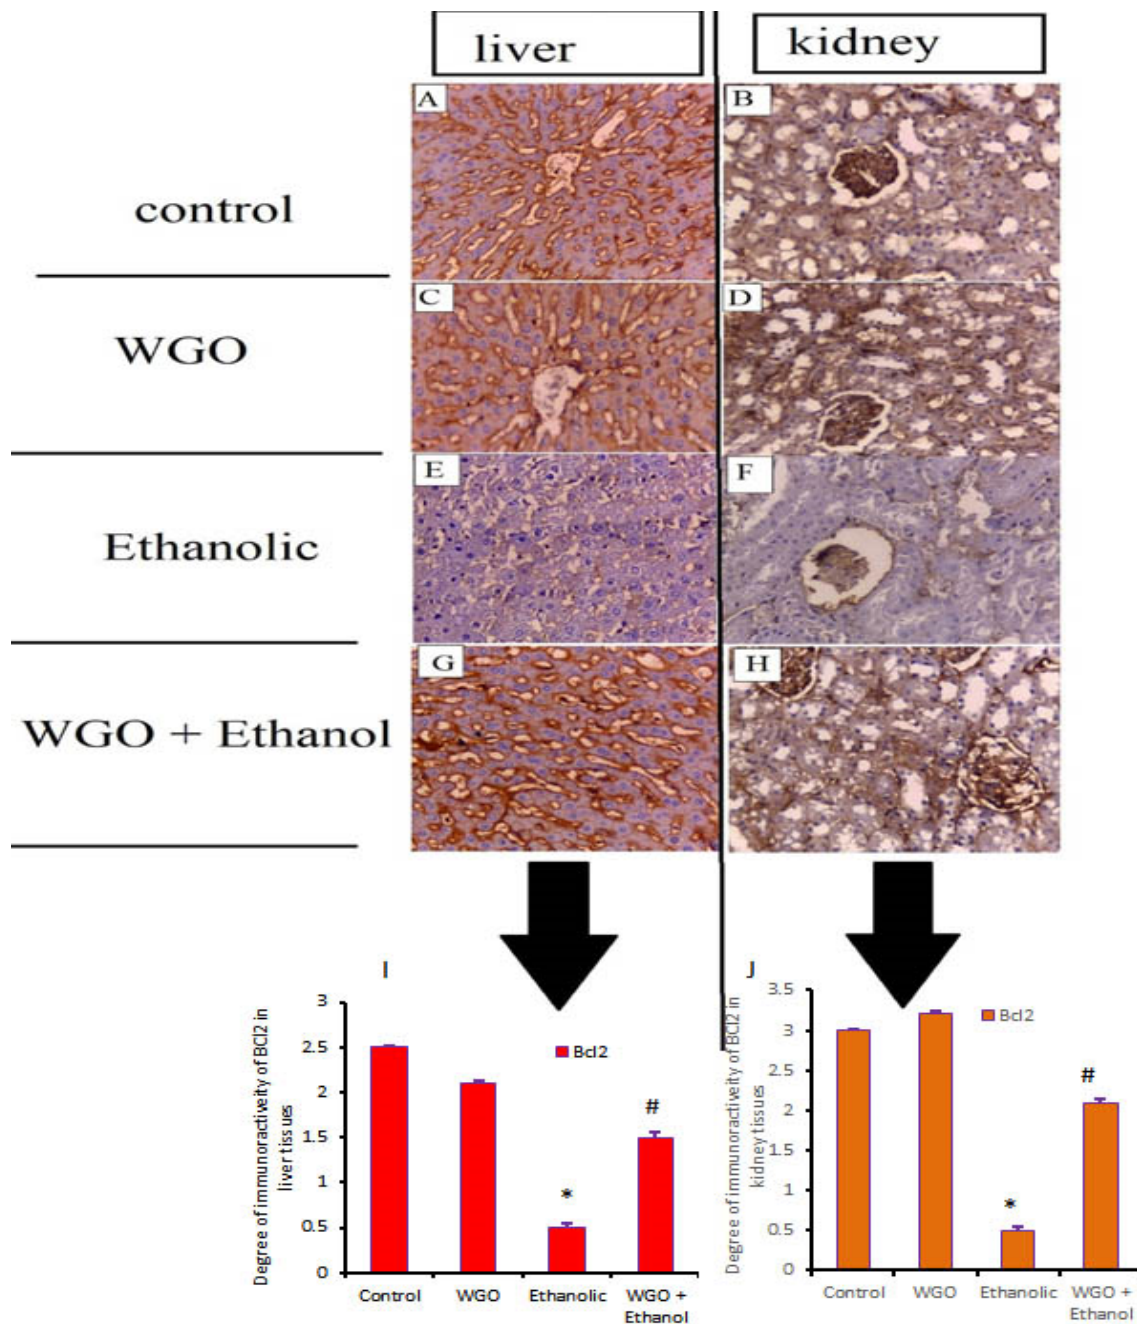 liver
kidney
A
B
control
C
D
WGO
E
F
Ethanolic
G
H
WGO + Ethanol
I
Degree of immunoractivity of BCl2 in
liver tissues
3
2.5
2
1.5
1
0.5
0
Bcl2
*
#
Control
WGO
Ethanolic
WGO +
Ethanol
J
Degree of immunoractiveity of BCl2 in
kidney tissues
3.5
3
2.5
2
1.5
1
0.5
0
Bcl2
*
#
Control
WGO
Ethanolic
WGO +
Ethanol